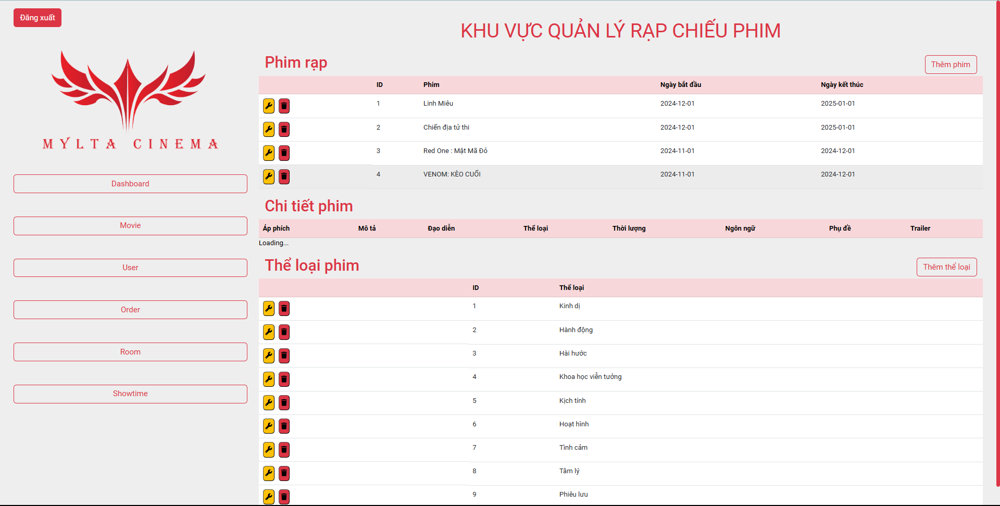 Đăng xuất
KHU VỰC QUẢN LÝ RẠP CHIẾU PHIM
MYLTA CINEMA
Dashboard
Movie
User
Order
Room
Showtime
Phim rạp
Thêm phim
ID Phim Ngày bắt đầu Ngày kết thúc
1 Linh Miêu 2024-12-01 2025-01-01
2 Chiến địa tử thi 2024-12-01 2025-01-01
3 Red One : Mật Mã Đỏ 2024-11-01 2024-12-01
4 VENOM: KÈO CUỐI 2024-11-01 2024-12-01
Chi tiết phim
Áp phích Mô tả Đạo diễn Thể loại Thời lượng Ngôn ngữ Phụ đề Trailer
Loading...
Thể loại phim
Thêm thể loại
ID Thể loại
1 Kinh dị
2 Hành động
3 Hài hước
4 Khoa học viễn tưởng
5 Kịch tính
6 Hoạt hình
7 Tình cảm
8 Tâm lý
9 Phiêu lưu